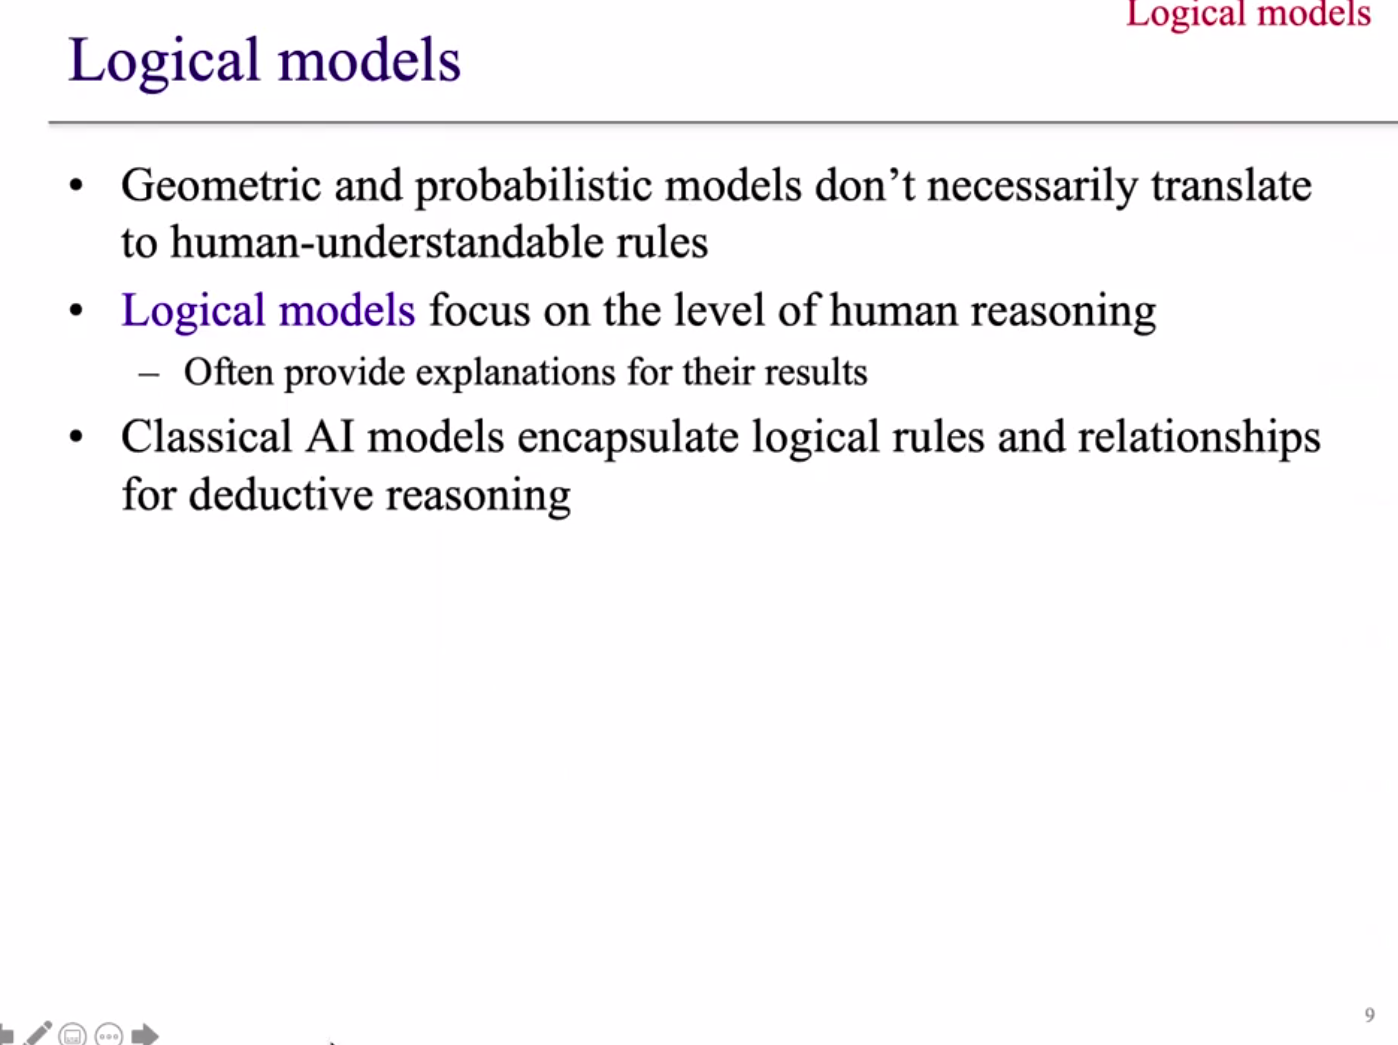 Logical models
Logical models
• Geometric and probabilistic models don’t necessarily translate
to human-understandable rules
• Logical models focus on the level of human reasoning
– Often provide explanations for their results
• Classical AI models encapsulate logical rules and relationships
for deductive reasoning
9